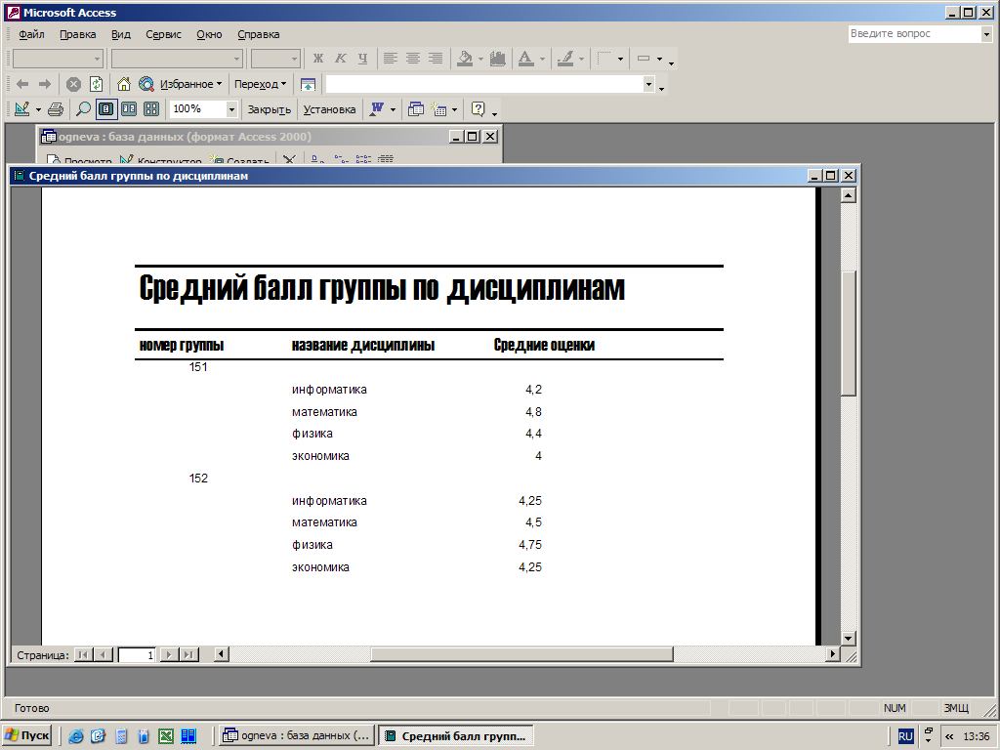 Microsoft Access
Файл Правка Вид Сервис Окно Справка
Введите вопрос
Ж К Ч
Избранное Переход
100% Закрыть Установка
ogneva : база данных (формат Access 2000)
Просмотр Конструктор Создать
Средний балл группы по дисциплинам
Средний балл группы по дисциплинам
номер группы название дисциплины Средние оценки
151
информатика 4,2
математика 4,8
физика 4,4
экономика 4
152
информатика 4,25
математика 4,5
физика 4,75
экономика 4,25
Страница: 1
Готово NUM ЗМЩ
Пуск ogneva : база данных (... Средний балл групп... RU « 13:36